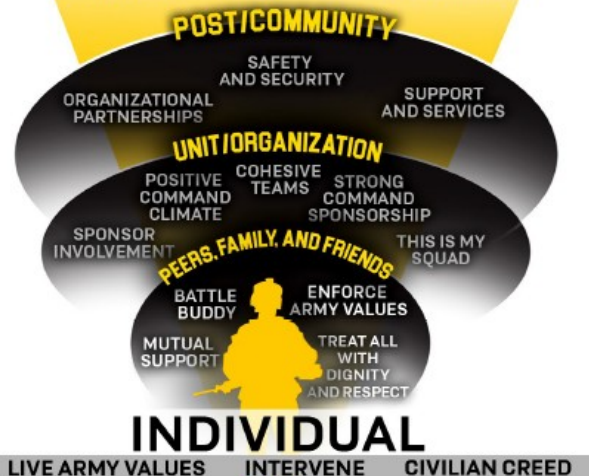 POST/COMMUNITY
SAFETY
AND SECURITY
ORGANIZATIONAL
PARTNERSHIPS
SUPPORT
AND SERVICES
UNIT/ORGANIZATION
POSITIVE
COMMAND
CLIMATE
COHESIVE
TEAMS
STRONG
COMMAND
SPONSORSHIP
SPONSOR
INVOLVEMENT
THIS IS MY
SQUAD
PEERS, FAMILY, AND FRIENDS
BATTLE
BUDDY
ENFORCE
ARMY VALUES
MUTUAL
SUPPORT
TREAT ALL
WITH
DIGNITY
AND RESPECT
INDIVIDUAL
LIVE ARMY VALUES INTERVENE CIVILIAN CREED